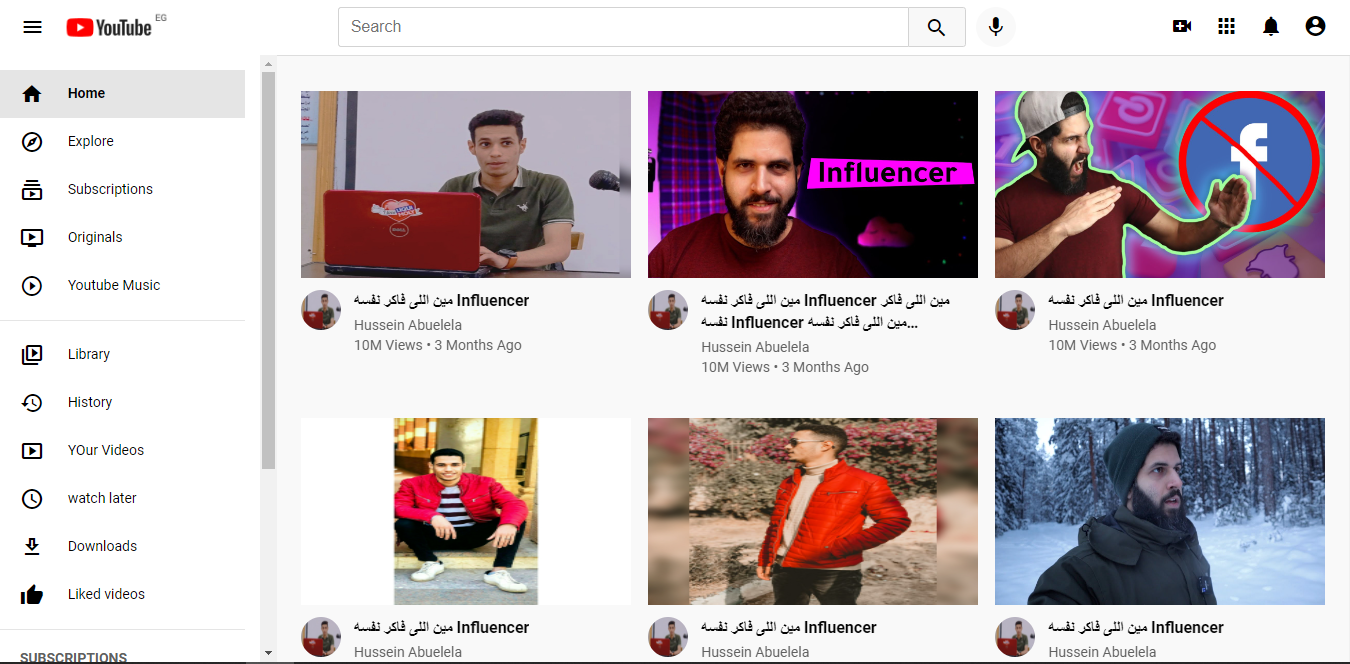 YouTube EG
Search
Home
Explore
Subscriptions
Originals
Youtube Music
Library
History
YOur Videos
watch later
Downloads
Liked videos
SUBSCRIPTIONS
Influencer
مين اللى فاكر نفسه Influencer
Hussein Abuelela
10M Views • 3 Months Ago
مين اللى فاكر نفسه Influencer مين اللى فاكر
نفسه Influencer مين اللى فاكر نفسه...
Hussein Abuelela
10M Views • 3 Months Ago
مين اللى فاكر نفسه Influencer
Hussein Abuelela
10M Views • 3 Months Ago
مين اللى فاكر نفسه Influencer
Hussein Abuelela
مين اللى فاكر نفسه Influencer
Hussein Abuelela
مين اللى فاكر نفسه Influencer
Hussein Abuelela